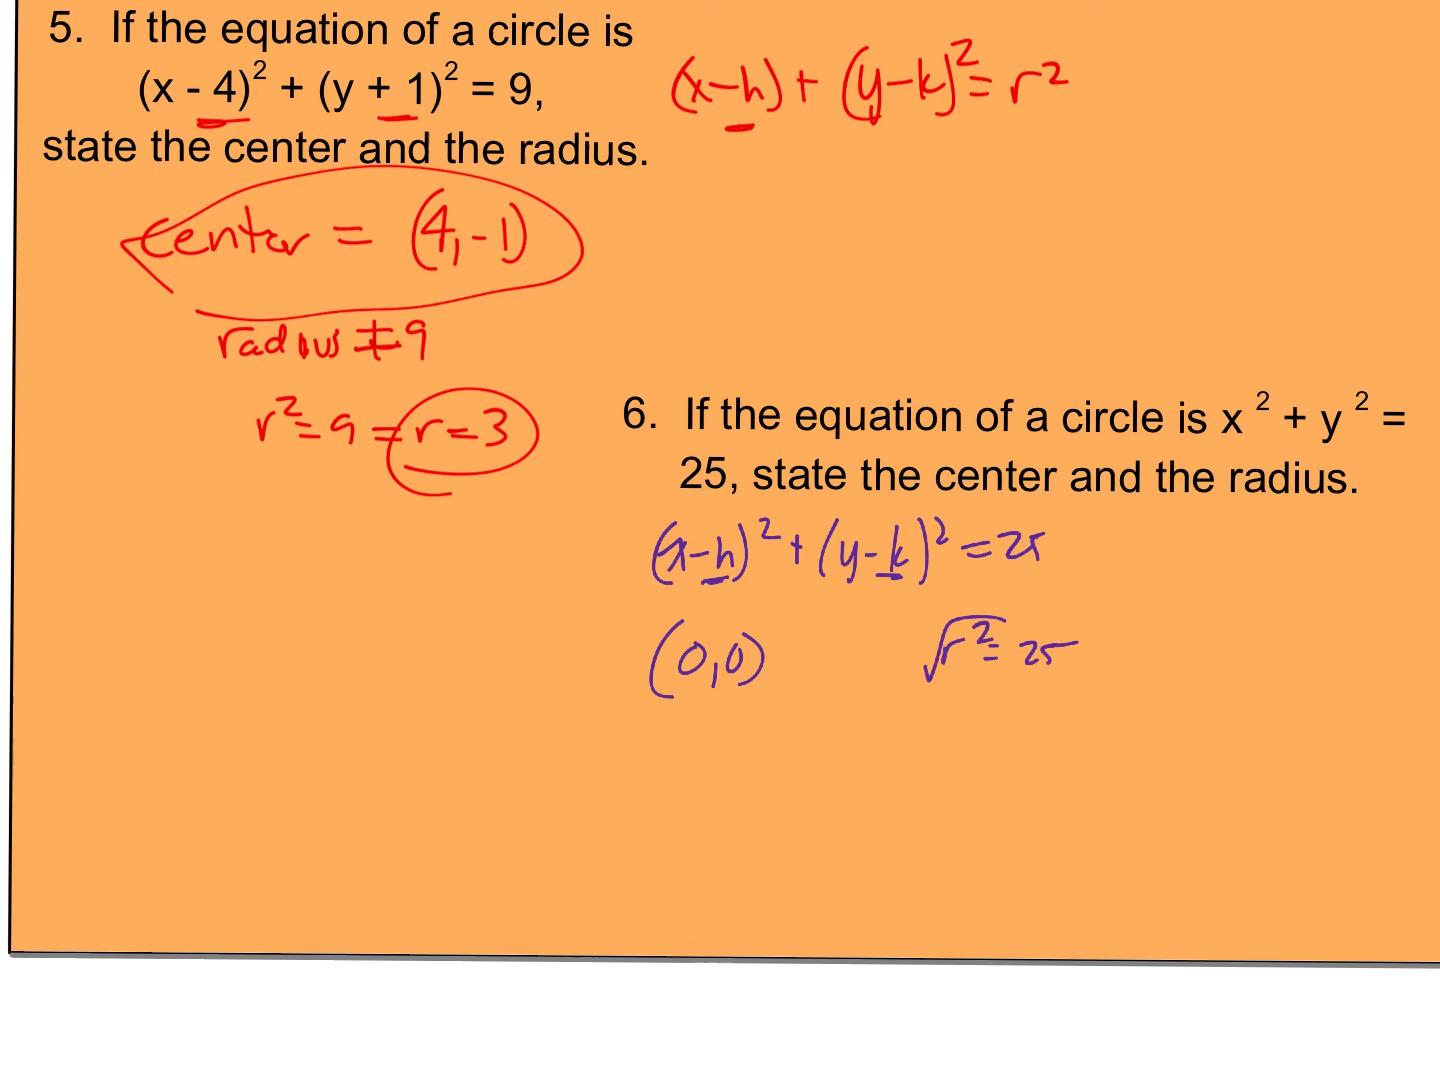 5. If the equation of a circle is
(x - 4)² + (y + 1)² = 9,
state the center and the radius.
(x-h) + (y-k)² = r²
center = (4,-1)
radius ≠ 9
r² = 9 = r = 3
6. If the equation of a circle is x ² + y ² =
25, state the center and the radius.
(x-h)² + (y-k)² = 25
(0,0) √r² = 25